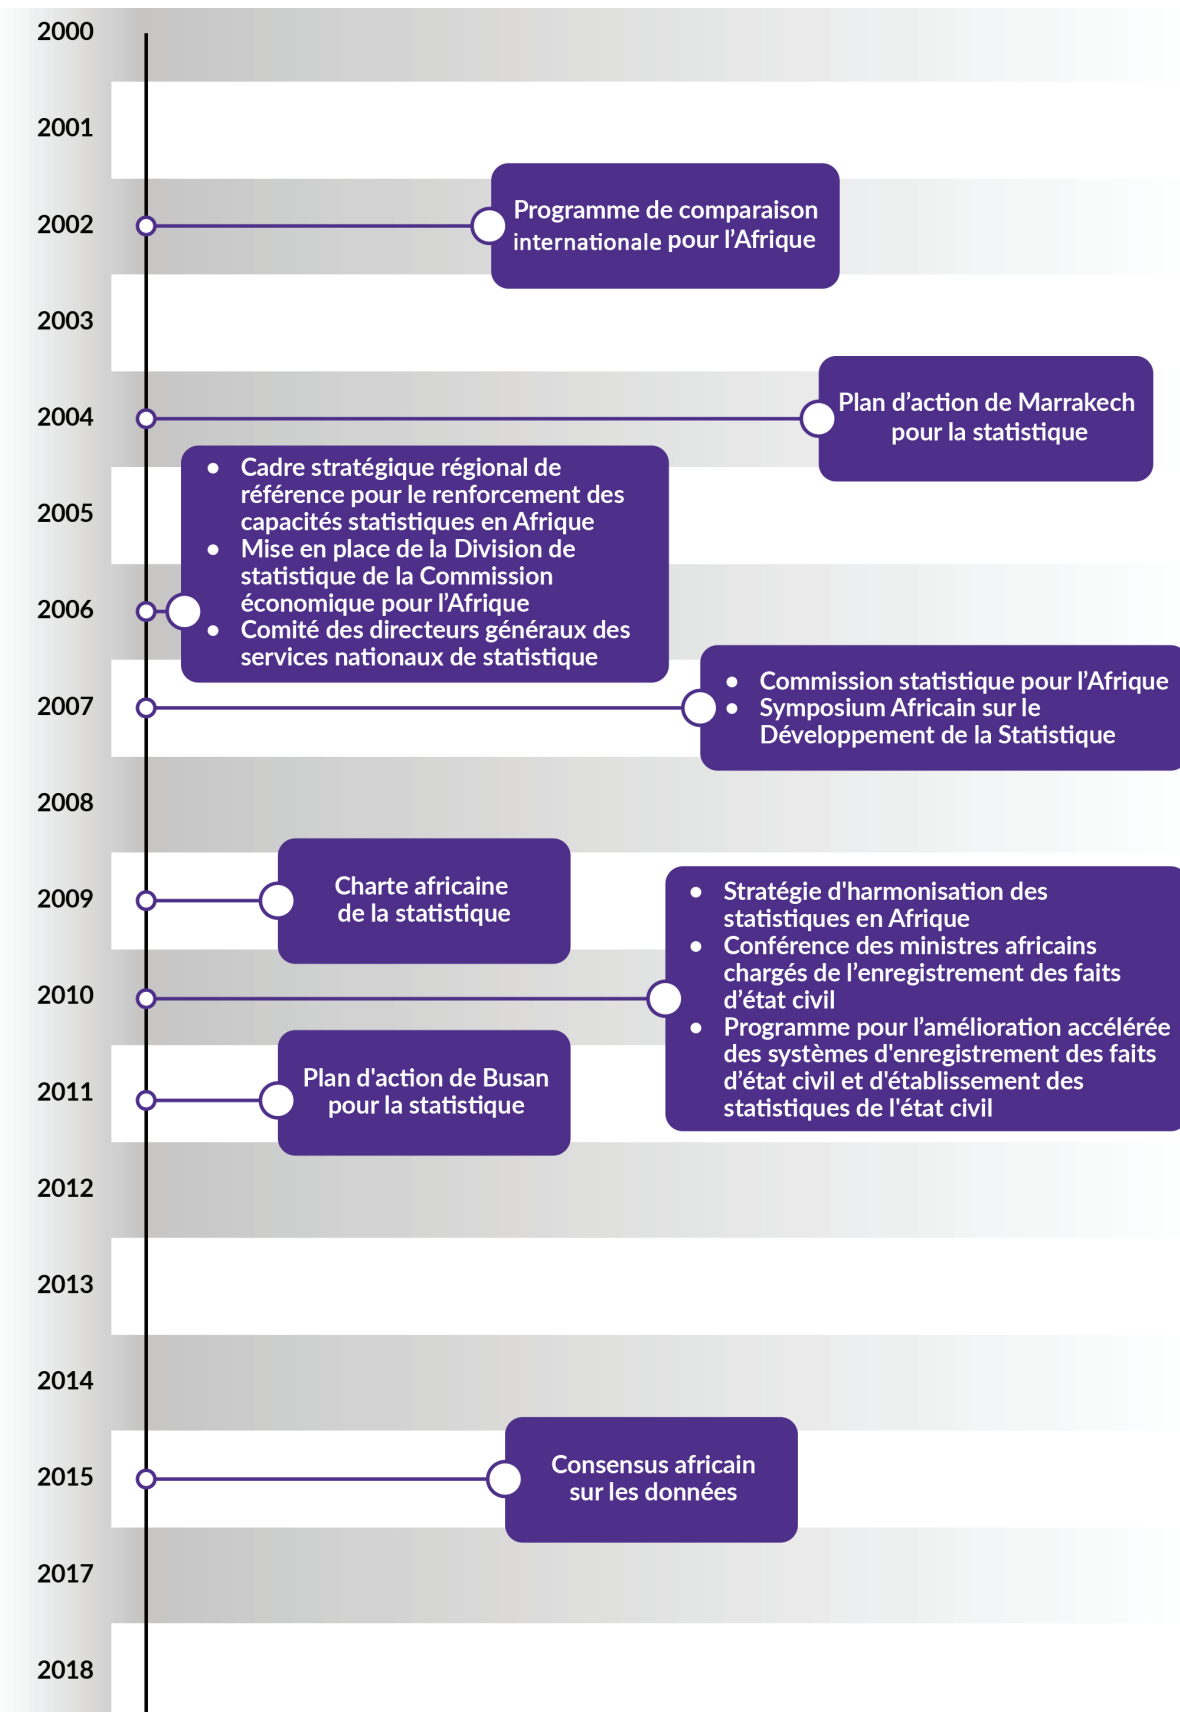 2000
2001
2002
Programme de comparaison
internationale pour l’Afrique
2003
2004
Plan d’action de Marrakech
pour la statistique
2005
2006
● Cadre stratégique régional de
référence pour le renforcement des
capacités statistiques en Afrique
● Mise en place de la Division de
statistique de la Commission
économique pour l’Afrique
● Comité des directeurs généraux des
services nationaux de statistique
2007
● Commission statistique pour l’Afrique
● Symposium Africain sur le
Développement de la Statistique
2008
2009
Charte africaine
de la statistique
2010
● Stratégie d'harmonisation des
statistiques en Afrique
● Conférence des ministres africains
chargés de l’enregistrement des faits
d’état civil
● Programme pour l’amélioration accélérée
des systèmes d'enregistrement des faits
d’état civil et d'établissement des
statistiques de l'état civil
2011
Plan d'action de Busan
pour la statistique
2012
2013
2014
2015
Consensus africain
sur les données
2017
2018